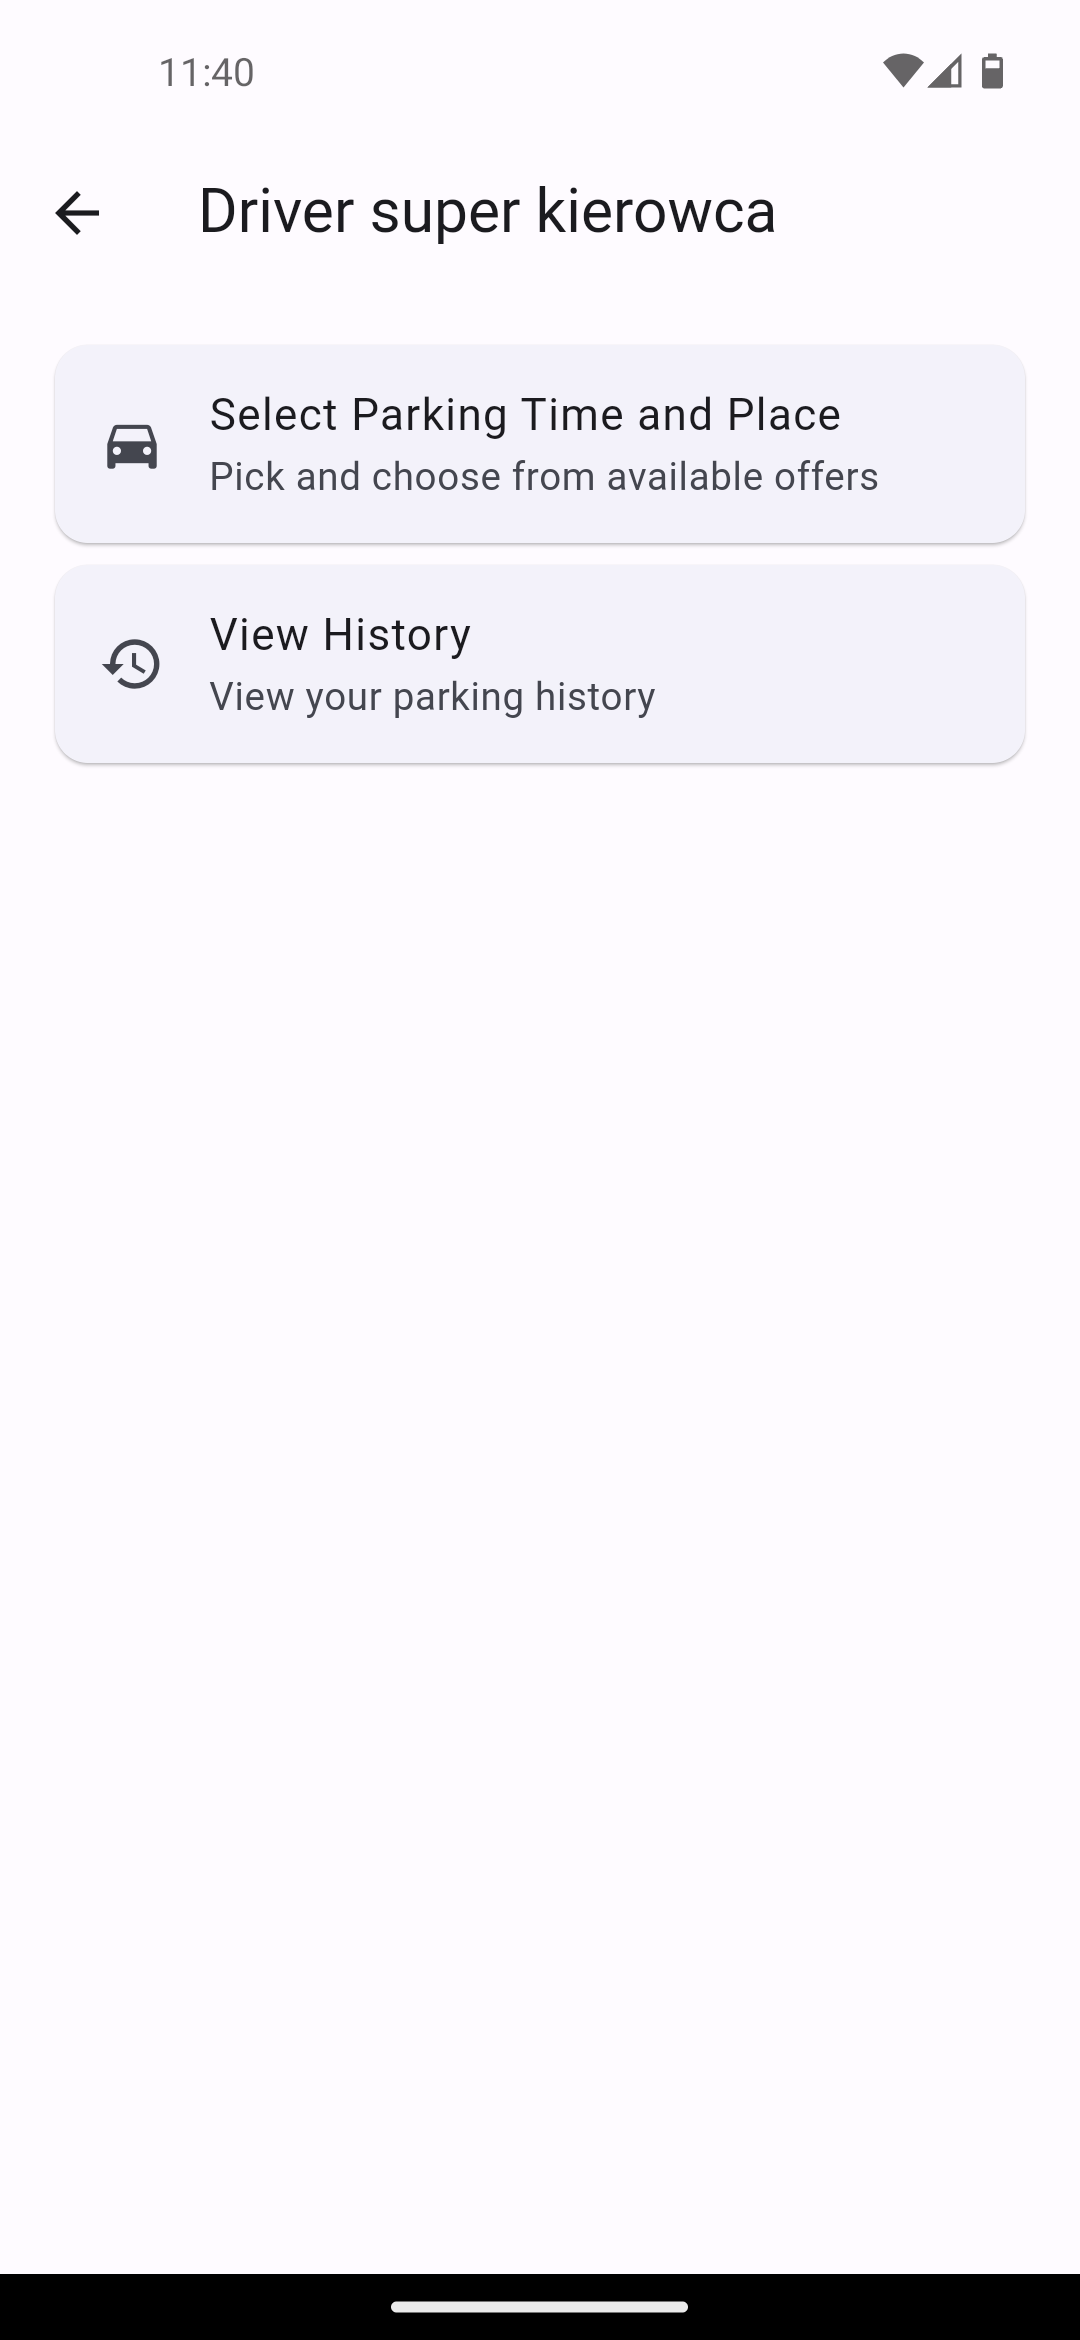 11:40
Driver super kierowca
Select Parking Time and Place
Pick and choose from available offers
View History
View your parking history